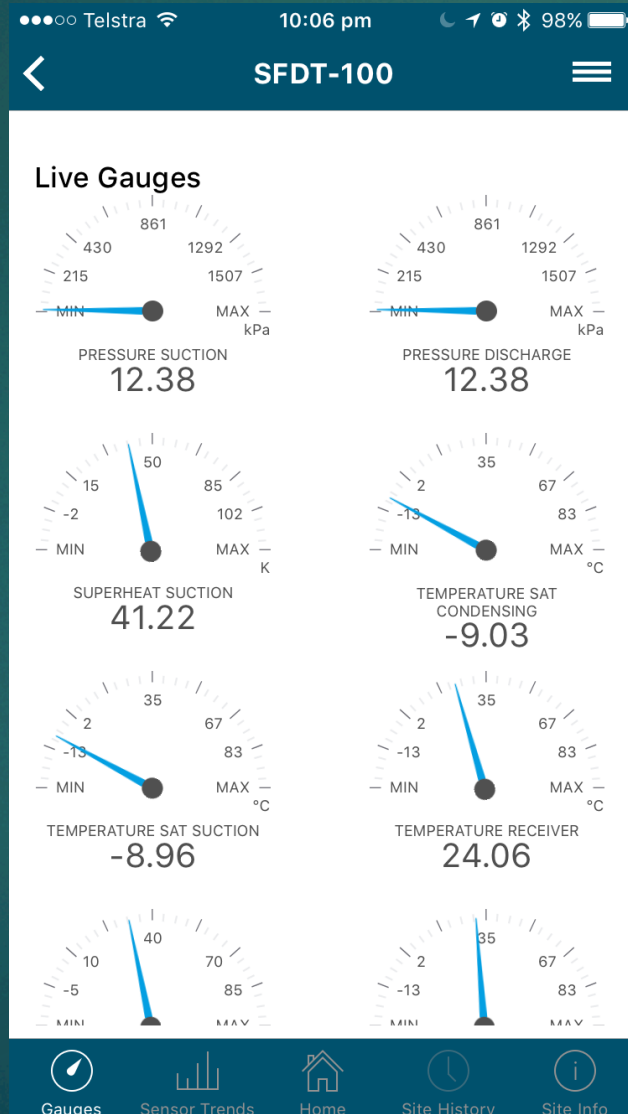 Telstra 10:06 pm 98%
SFDT-100
Live Gauges
861 861
430 1292 430 1292
215 1507 215 1507
MIN MAX MIN MAX
kPa kPa
PRESSURE SUCTION PRESSURE DISCHARGE
12.38 12.38
50 35
15 85 2 67
-2 102 -13 83
MIN MAX MIN MAX
K °C
SUPERHEAT SUCTION TEMPERATURE SAT
CONDENSING
41.22 -9.03
35 35
2 67 2 67
-13 83 -13 83
MIN MAX MIN MAX
°C °C
TEMPERATURE SAT SUCTION TEMPERATURE RECEIVER
-8.96 24.06
40 35
10 70 2 67
-5 85 -13 83
MIN MAX MIN MAX
Gauges Sensor Trends Home Site History Site Info